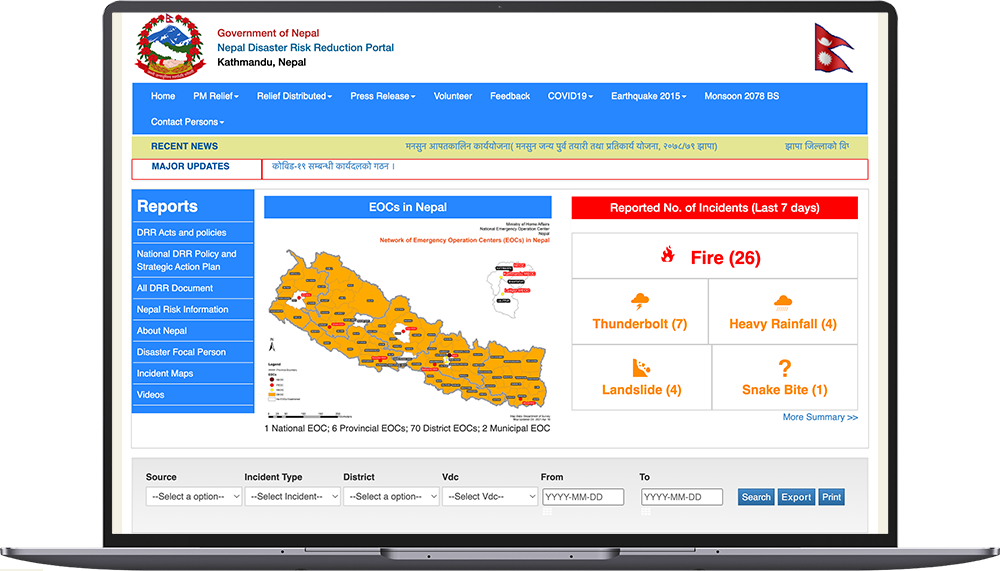 Government of Nepal
Nepal Disaster Risk Reduction Portal
Kathmandu, Nepal
Home PM Relief Relief Distributed Press Release Volunteer Feedback COVID19 Earthquake 2015 Monsoon 2078 BS
Contact Persons
RECENT NEWS मनसुन आपतकालिन कार्ययोजना( मनसुन जन्य पुर्व तयारी तथा प्रतिकार्य योजना, २०७८/७९ झापा) झापा जिल्लाको
MAJOR UPDATES कोविड-१९ सम्बन्धी कार्यदलको गठन ।
Reports
DRR Acts and policies
National DRR Policy and
Strategic Action Plan
All DRR Document
Nepal Risk Information
About Nepal
Disaster Focal Person
Incident Maps
Videos
EOCs in Nepal
Ministry of Home Affairs
National Emergency Operation Center
Nepal
Network of Emergency Operation Centers (EOCs) in Nepal
Legend
1 National EOC; 6 Provincial EOCs; 70 District EOCs; 2 Municipal EOC
Reported No. of Incidents (Last 7 days)
Fire (26)
Thunderbolt (7) Heavy Rainfall (4)
Landslide (4) Snake Bite (1)
More Summary >>
Source Incident Type District Vdc From To
--Select a option-- --Select Incident-- --Select a option-- --Select Vdc-- YYYY-MM-DD YYYY-MM-DD Search Export Print